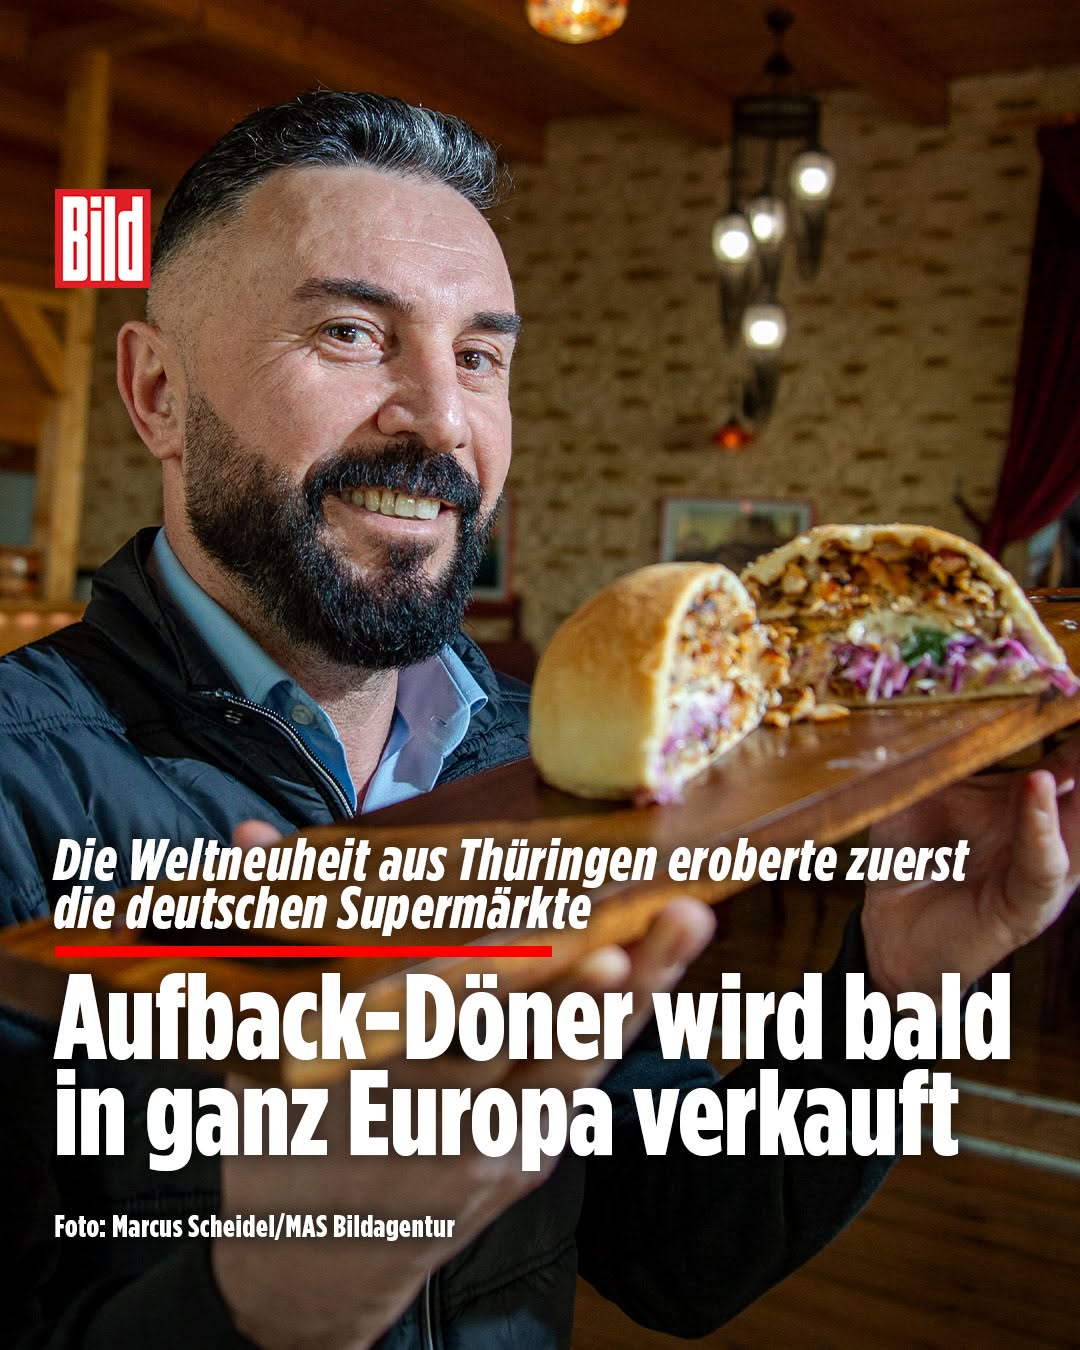 Bild
Die Weltneuheit aus Thüringen eroberte zuerst
die deutschen Supermärkte
Aufback-Döner wird bald
in ganz Europa verkauft
Foto: Marcus Scheidel/MAS Bildagentur